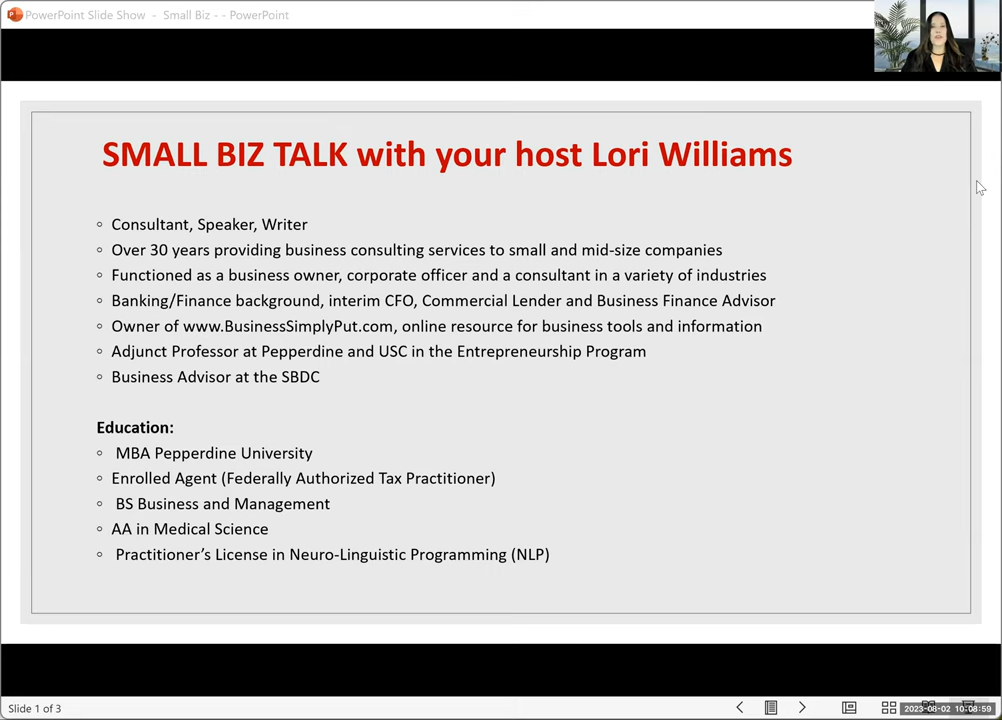 PowerPoint Slide Show - Small Biz - - PowerPoint
SMALL BIZ TALK with your host Lori Williams
Consultant, Speaker, Writer
Over 30 years providing business consulting services to small and mid-size companies
Functioned as a business owner, corporate officer and a consultant in a variety of industries
Banking/Finance background, interim CFO, Commercial Lender and Business Finance Advisor
Owner of www.BusinessSimplyPut.com, online resource for business tools and information
Adjunct Professor at Pepperdine and USC in the Entrepreneurship Program
Business Advisor at the SBDC
Education:
MBA Pepperdine University
Enrolled Agent (Federally Authorized Tax Practitioner)
BS Business and Management
AA in Medical Science
Practitioner’s License in Neuro-Linguistic Programming (NLP)
Slide 1 of 3
2023-08-02 10:08:59